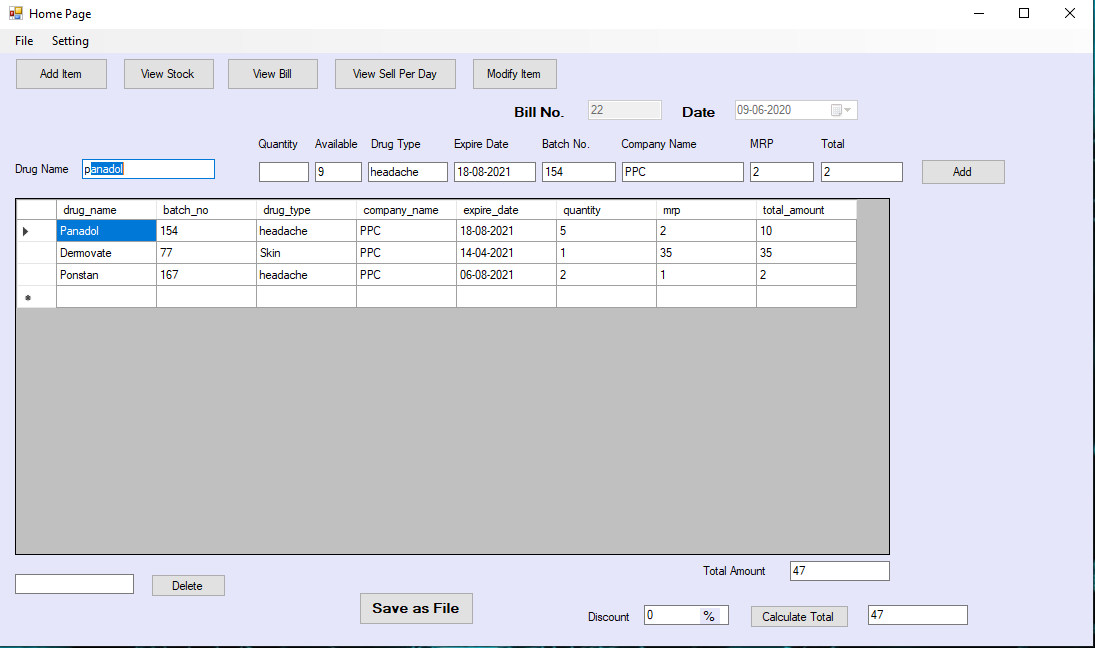 Home Page
File Setting
Add Item View Stock View Bill View Sell Per Day Modify Item
Bill No. 22 Date 09-06-2020
Quantity Available Drug Type Expire Date Batch No. Company Name MRP Total
Drug Name panadol 9 headache 18-08-2021 154 PPC 2 2 Add
drug_name batch_no drug_type company_name expire_date quantity mrp total_amount
Panadol 154 headache PPC 18-08-2021 5 2 10
Demovate 77 Skin PPC 14-04-2021 1 35 35
Ponstan 167 headache PPC 06-08-2021 2 1 2
Total Amount 47
Delete
Save as File
Discount 0 % Calculate Total 47